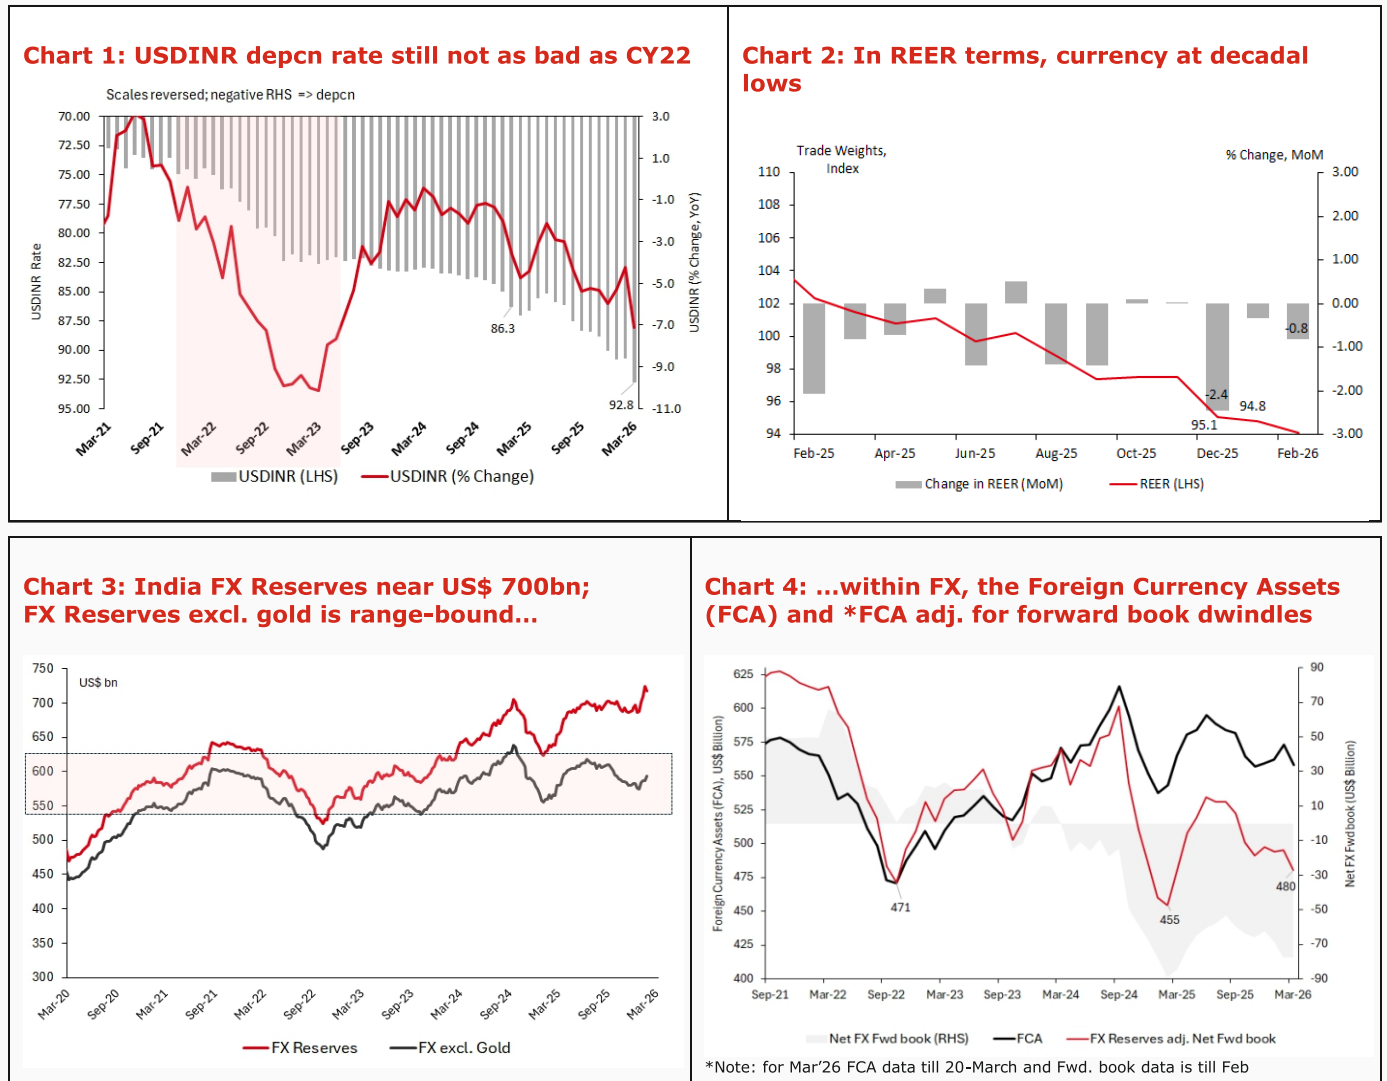 Chart 1: USDINR depcn rate still not as bad as CY22
Scales reversed; negative RHS => depcn
70.00
72.50
75.00
77.50
80.00
82.50
85.00
87.50
90.00
92.50
95.00
USDINR Rate
3.0
1.0
-1.0
-3.0
-5.0
-7.0
-9.0
-11.0
USDINR (% Change, YoY)
86.3
92.8
Mar-21
Sep-21
Mar-22
Sep-22
Mar-23
Sep-23
Mar-24
Sep-24
Mar-25
Sep-25
Mar-26
USDINR (LHS)
USDINR (% Change)
Chart 2: In REER terms, currency at decadal
lows
Trade Weights,
Index
% Change, MoM
110
108
106
104
102
100
98
96
94
3.00
2.00
1.00
0.00
-1.00
-2.00
-3.00
-0.8
-2.4
94.8
95.1
Feb-25
Apr-25
Jun-25
Aug-25
Oct-25
Dec-25
Feb-26
Change in REER (MoM)
REER (LHS)
Chart 3: India FX Reserves near US$ 700bn;
FX Reserves excl. gold is range-bound...
US$ bn
750
700
650
600
550
500
450
400
350
300
Mar-20
Sep-20
Mar-21
Sep-21
Mar-22
Sep-22
Mar-23
Sep-23
Mar-24
Sep-24
Mar-25
Sep-25
Mar-26
FX Reserves
FX excl. Gold
Chart 4: ...within FX, the Foreign Currency Assets
(FCA) and *FCA adj. for forward book dwindles
Foreign Currency Assets (FCA), US$ Billion)
625
600
575
550
525
500
475
450
425
400
90
70
50
30
10
-10
-30
-50
-70
-90
Net FX Fwd book (US$ Billion)
471
455
480
Sep-21
Mar-22
Sep-22
Mar-23
Sep-23
Mar-24
Sep-24
Mar-25
Sep-25
Mar-26
Net FX Fwd book (RHS)
FCA
FX Reserves adj. Net Fwd book
*Note: for Mar'26 FCA data till 20-March and Fwd. book data is till Feb